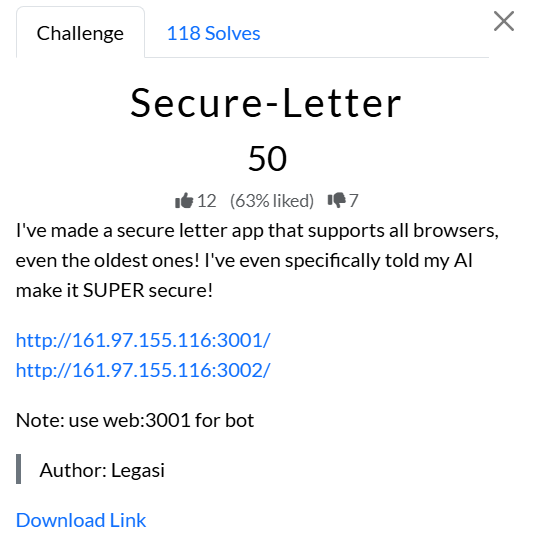 Challenge
118 Solves
Secure-Letter
50
12 (63% liked) 7
I've made a secure letter app that supports all browsers,
even the oldest ones! I've even specifically told my AI
make it SUPER secure!
http://161.97.155.116:3001/
http://161.97.155.116:3002/
Note: use web:3001 for bot
Author: Legasi
Download Link